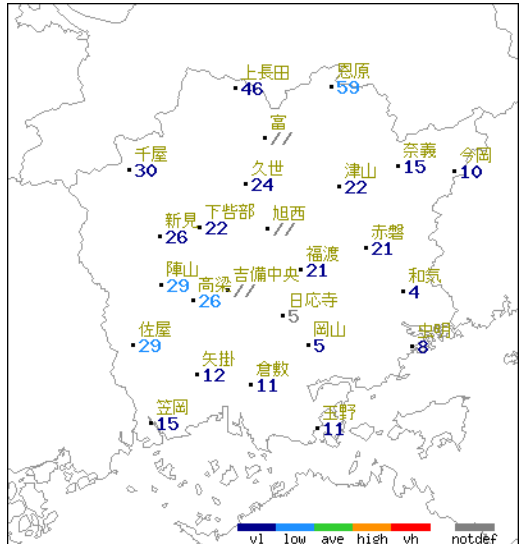 上長田
46
恩原
59
富
//
千屋
30
久世
24
津山
22
奈義
15
今岡
10
新見
26
下呰部
22
旭西
//
赤磐
21
福渡
21
陣山
29
高梁
26
吉備中央
//
和気
4
日応寺
5
佐屋
29
岡山
5
虫明
8
矢掛
12
倉敷
11
笠岡
15
玉野
11
vl low ave high vh notdef